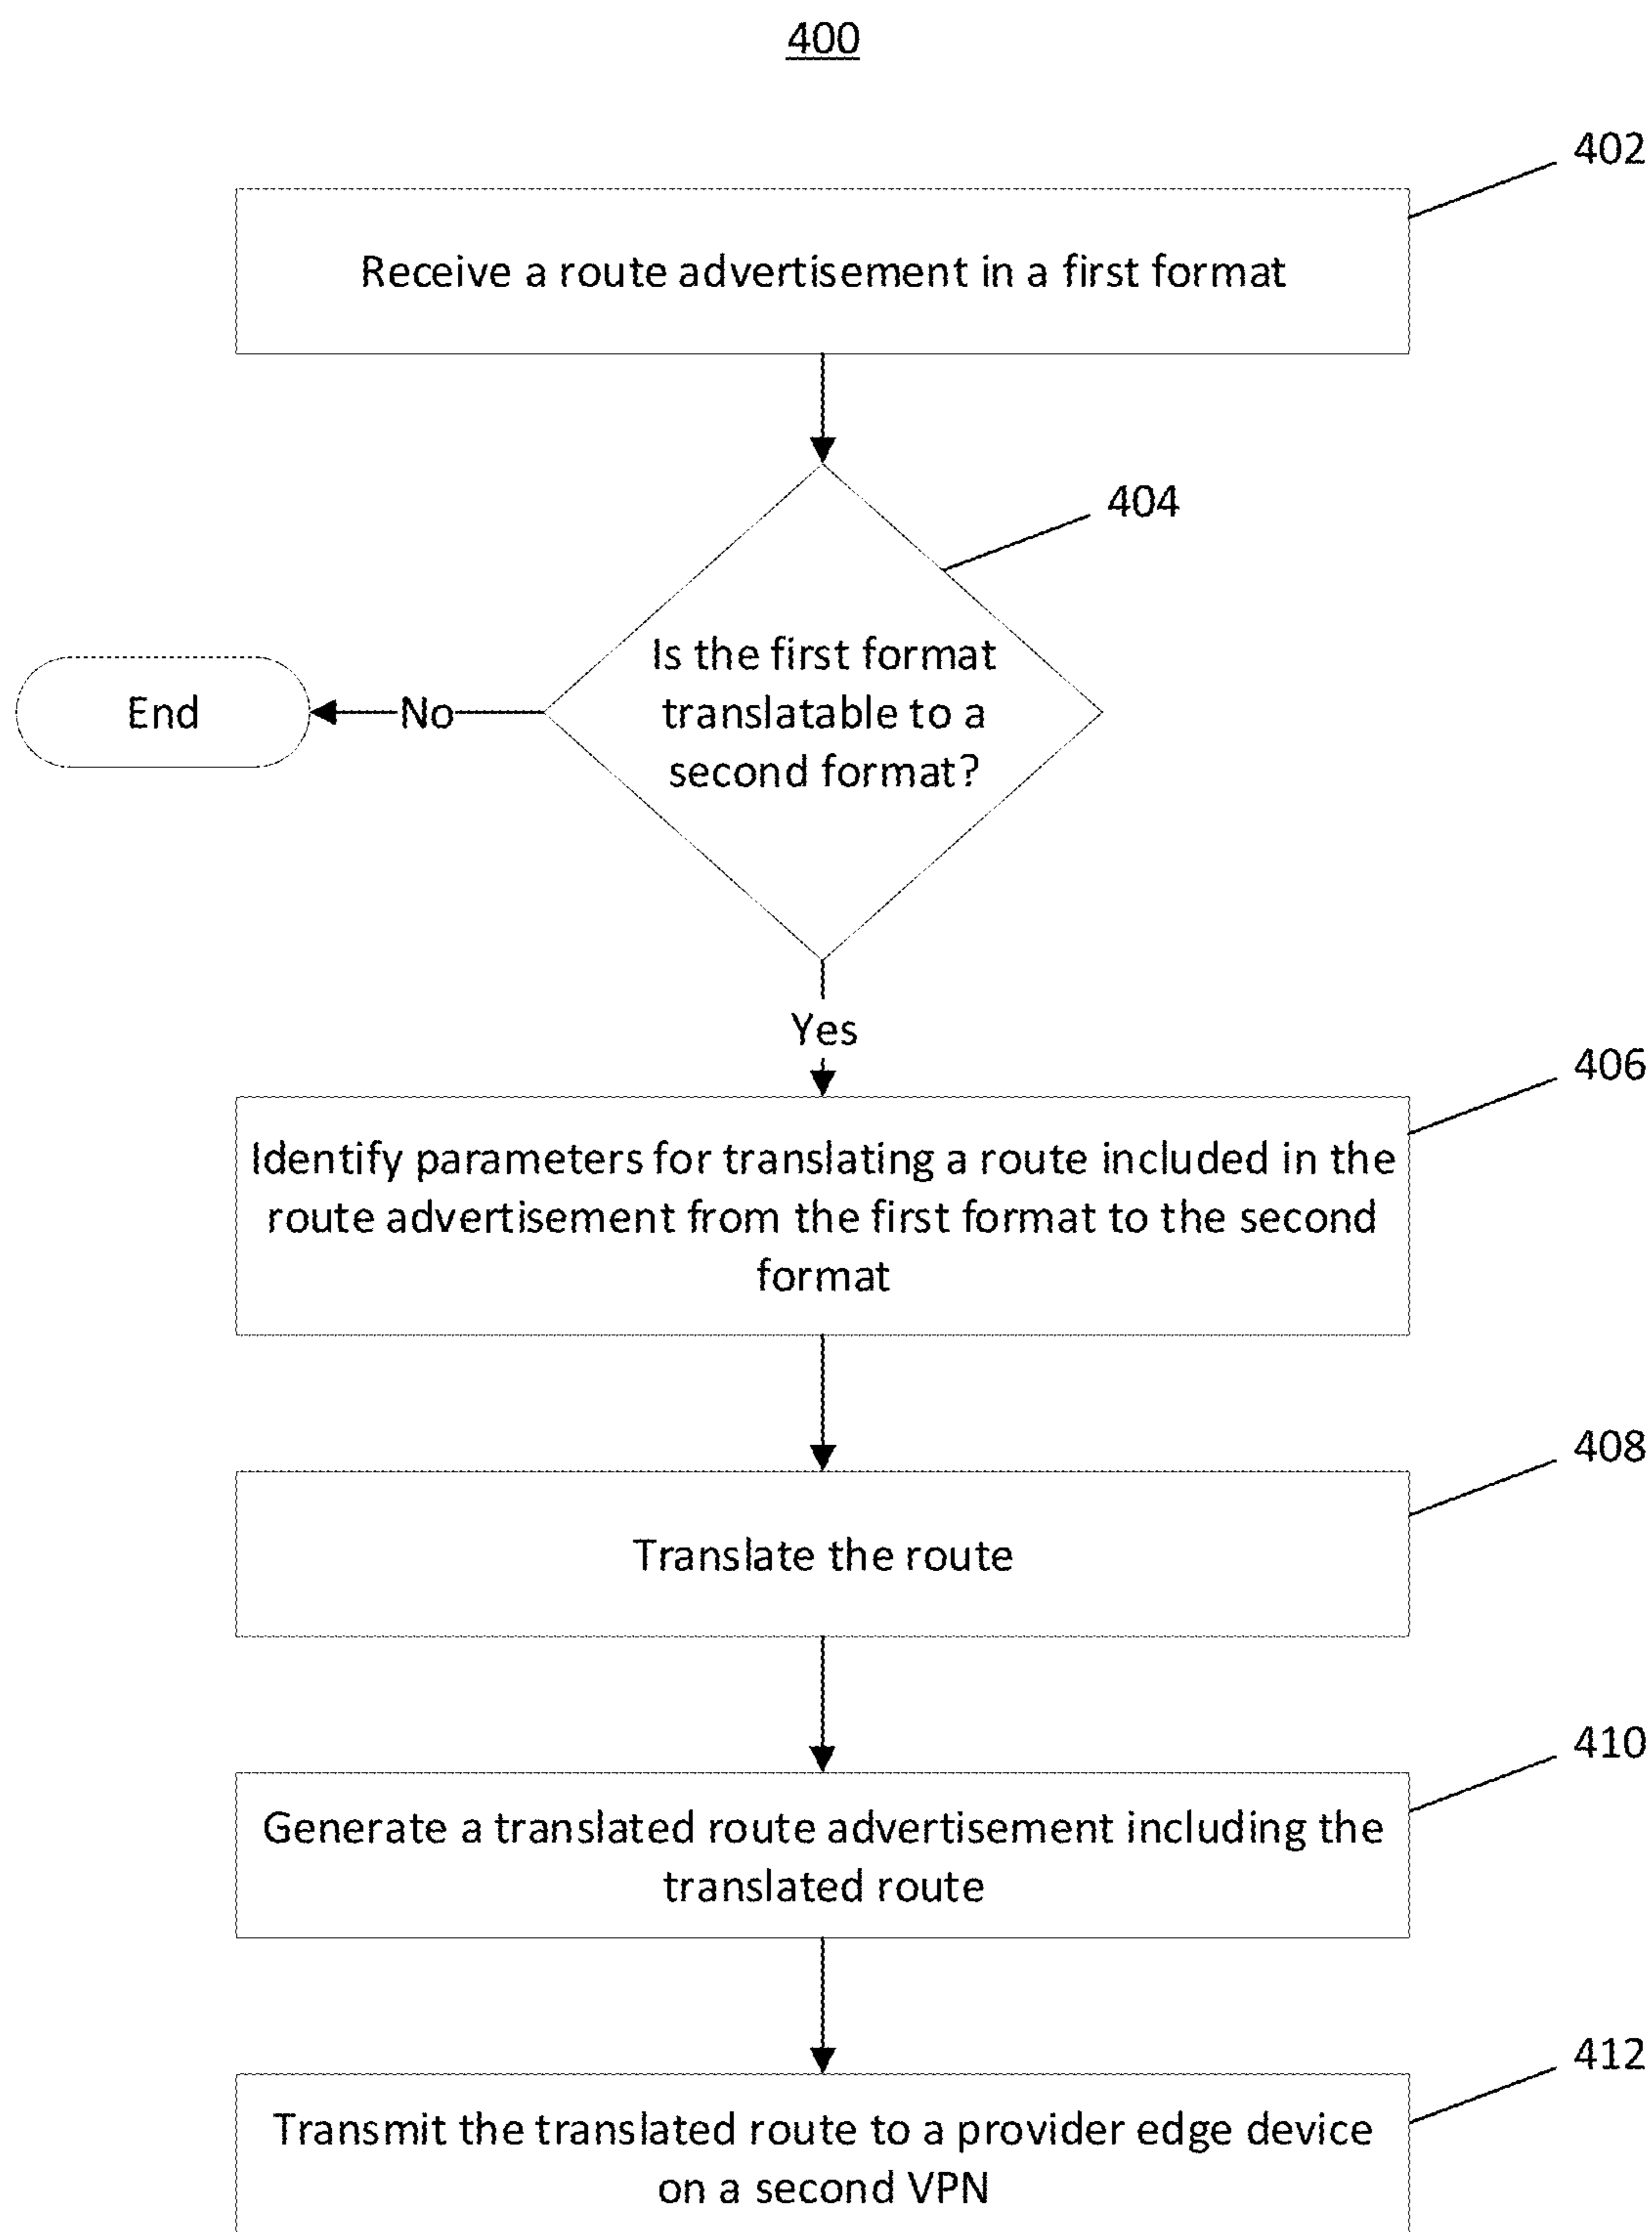 400
402
Receive a route advertisement in a first format
404
Is the first format
translatable to a
second format?
End
No
Yes
406
Identify parameters for translating a route included in the
route advertisement from the first format to the second
format
408
Translate the route
410
Generate a translated route advertisement including the
translated route
412
Transmit the translated route to a provider edge device
on a second VPN